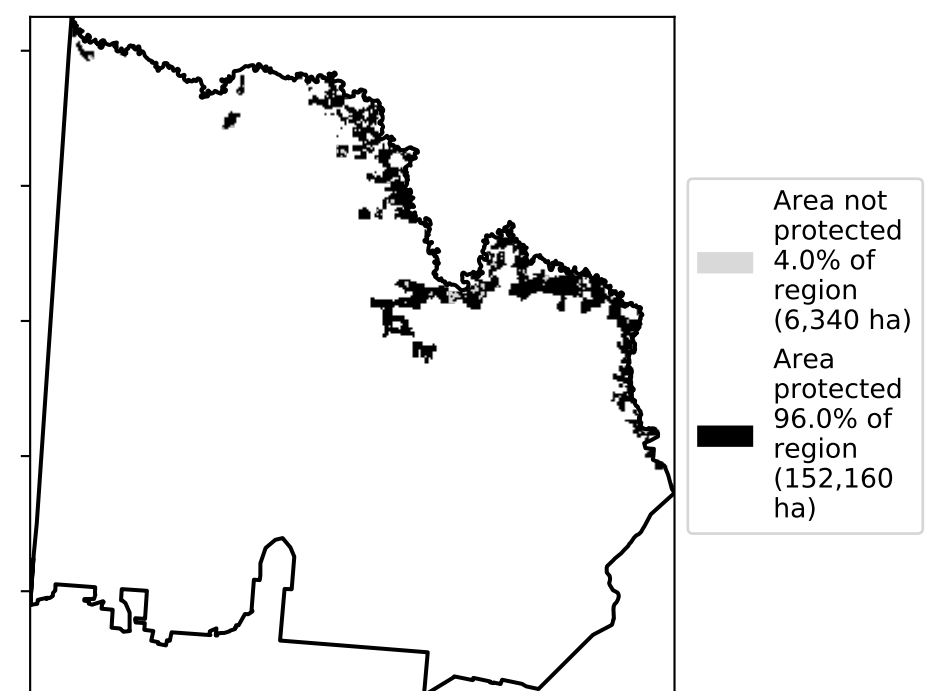 Area not
protected
4.0% of
region
(6,340 ha)
Area
protected
96.0% of
region
(152,160
ha)